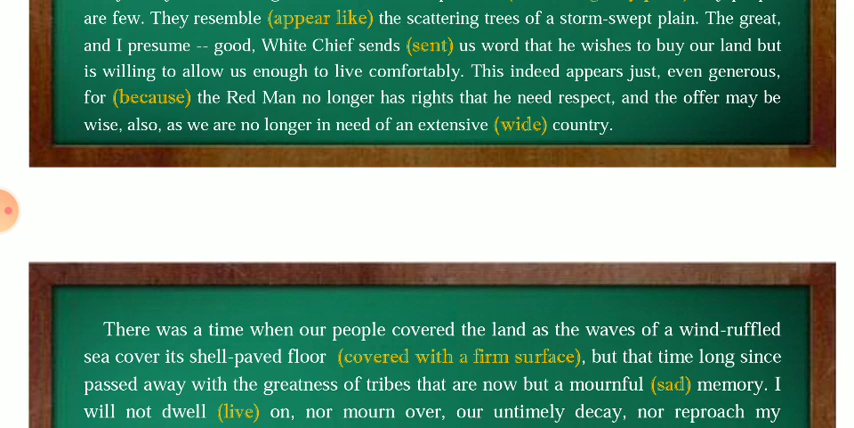 are few. They resemble (appear like) the scattering trees of a storm-swept plain. The great,
and I presume -- good, White Chief sends (sent) us word that he wishes to buy our land but
is willing to allow us enough to live comfortably. This indeed appears just, even generous,
for (because) the Red Man no longer has rights that he need respect, and the offer may be
wise, also, as we are no longer in need of an extensive (wide) country.
There was a time when our people covered the land as the waves of a wind-ruffled
sea cover its shell-paved floor (covered with a firm surface), but that time long since
passed away with the greatness of tribes that are now but a mournful (sad) memory. I
will not dwell (live) on, nor mourn over, our untimely decay, nor reproach my